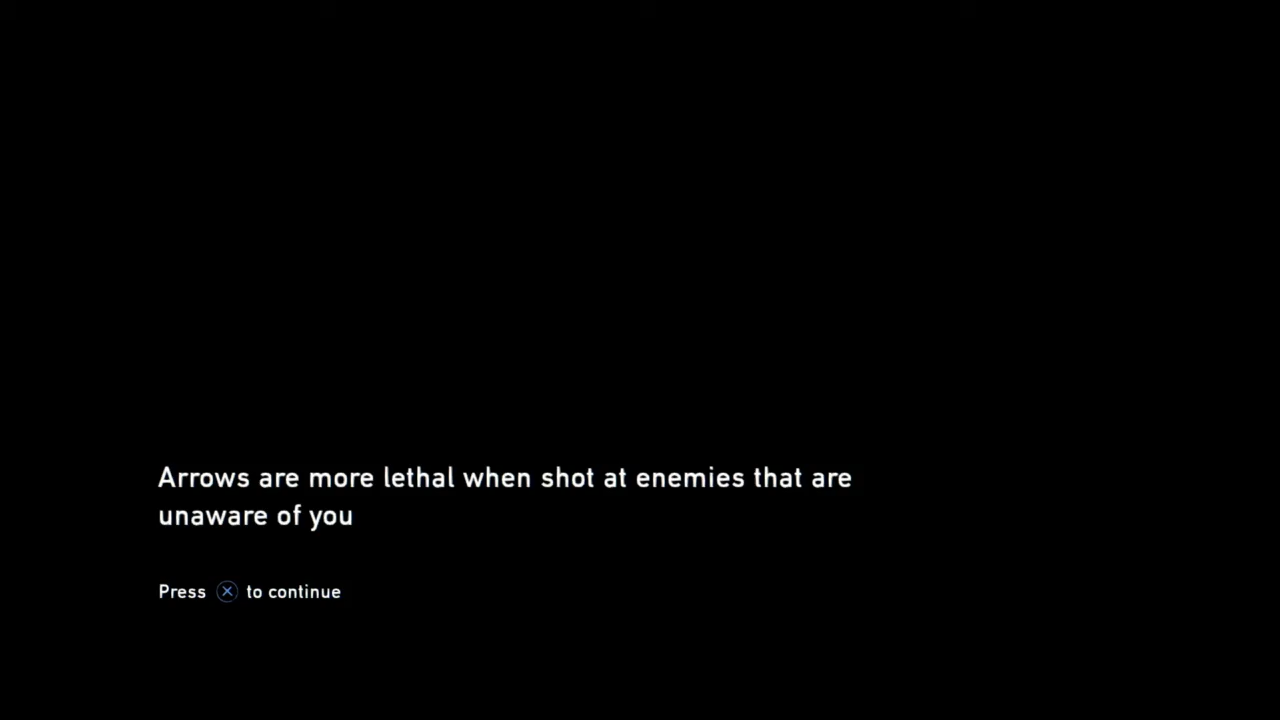 Arrows are more lethal when shot at enemies that are
unaware of you
Press ⓧ to continue